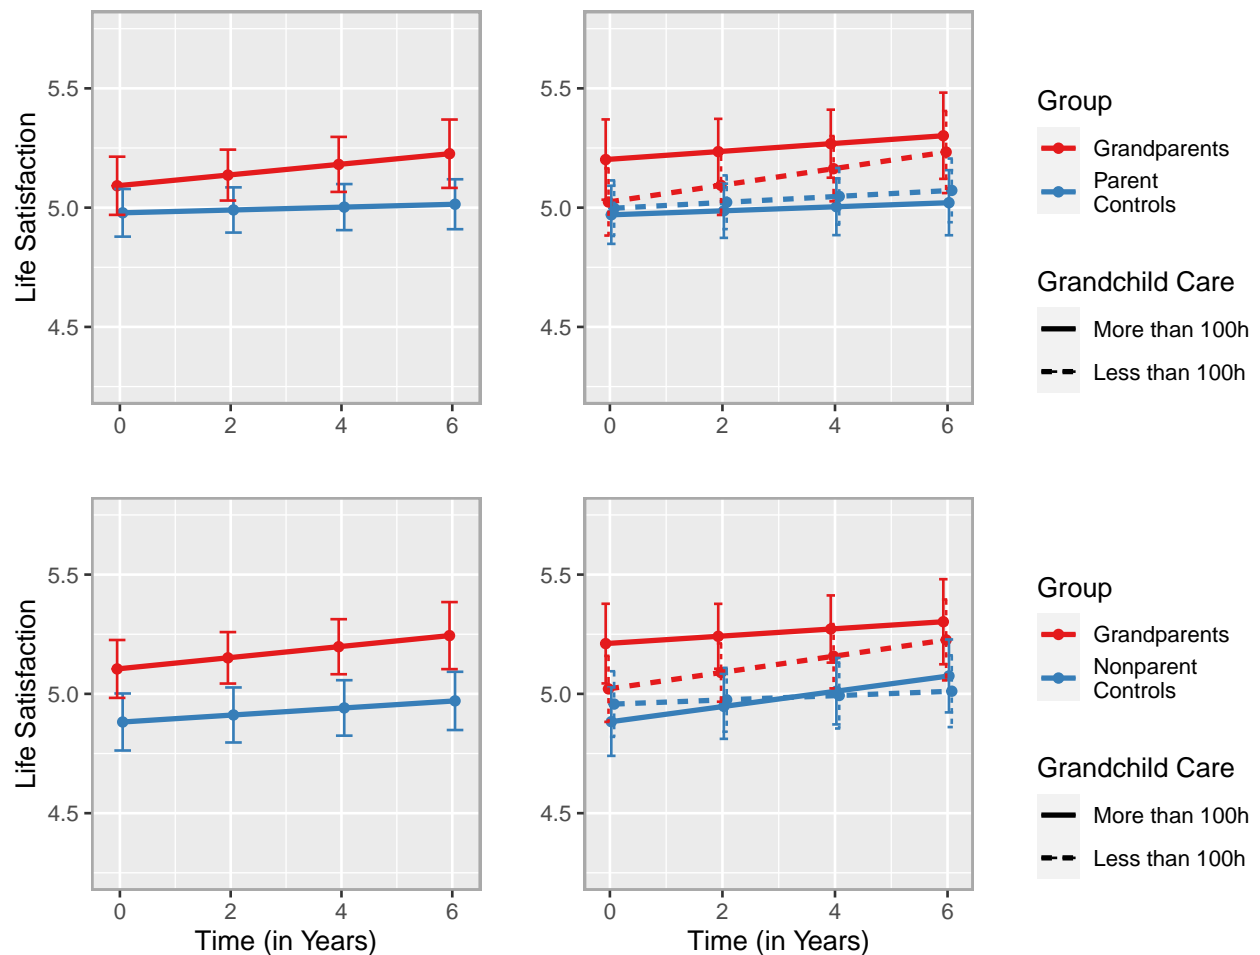 Life Satisfaction
5.5
5.0
4.5
0 2 4 6
0 2 4 6
5.5
5.0
4.5
Group
Grandparents
Parent
Controls
Grandchild Care
More than 100h
Less than 100h
Life Satisfaction
5.5
5.0
4.5
0 2 4 6
Time (in Years)
5.5
5.0
4.5
0 2 4 6
Time (in Years)
Group
Grandparents
Nonparent
Controls
Grandchild Care
More than 100h
Less than 100h